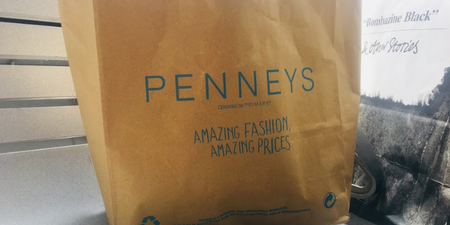 PENNEYS
AMAZING FASHION,
AMAZING PRICES
"Bombazine Black"
& Other Stories